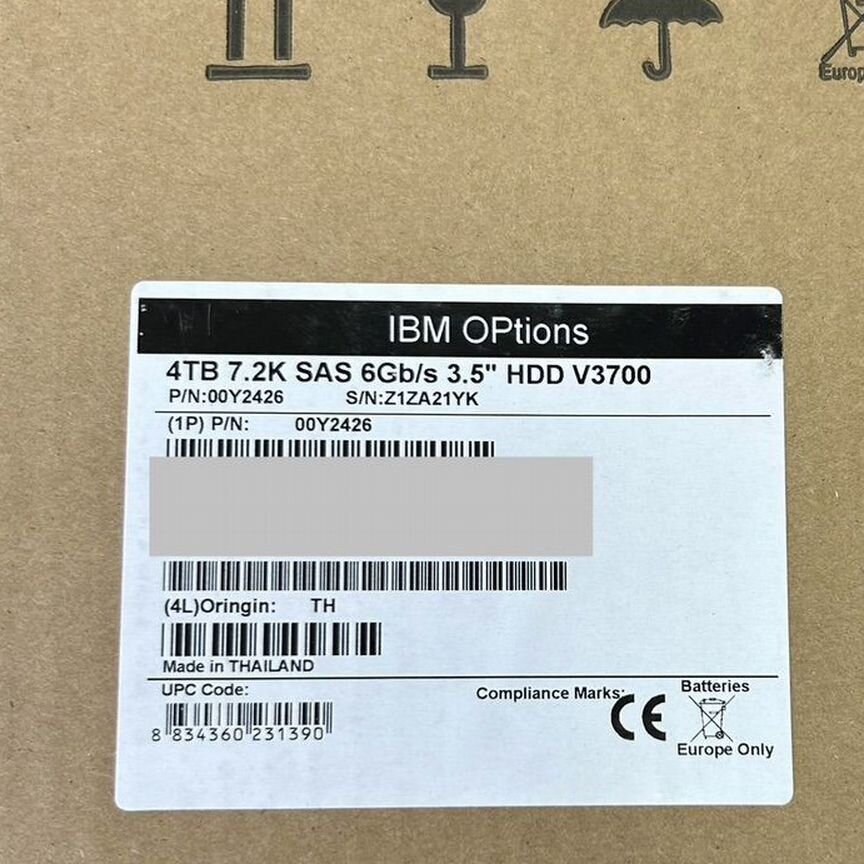 Europ
IBM OPtions
4TB 7.2K SAS 6Gb/s 3.5" HDD V3700
P/N:00Y2426 S/N:Z1ZA21YK
(1P) P/N: 00Y2426
(4L)Oringin: TH
Made in THAILAND
UPC Code:
8 834360 231390
Compliance Marks:
CE
Batteries
Europe Only